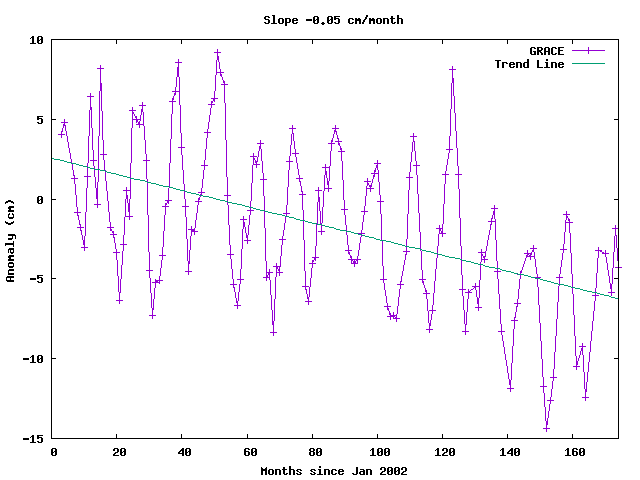 Slope -0.05 cm/month
GRACE
Trend Line
10
5
0
-5
-10
-15
Anomaly (cm)
0 20 40 60 80 100 120 140 160
Months since Jan 2002